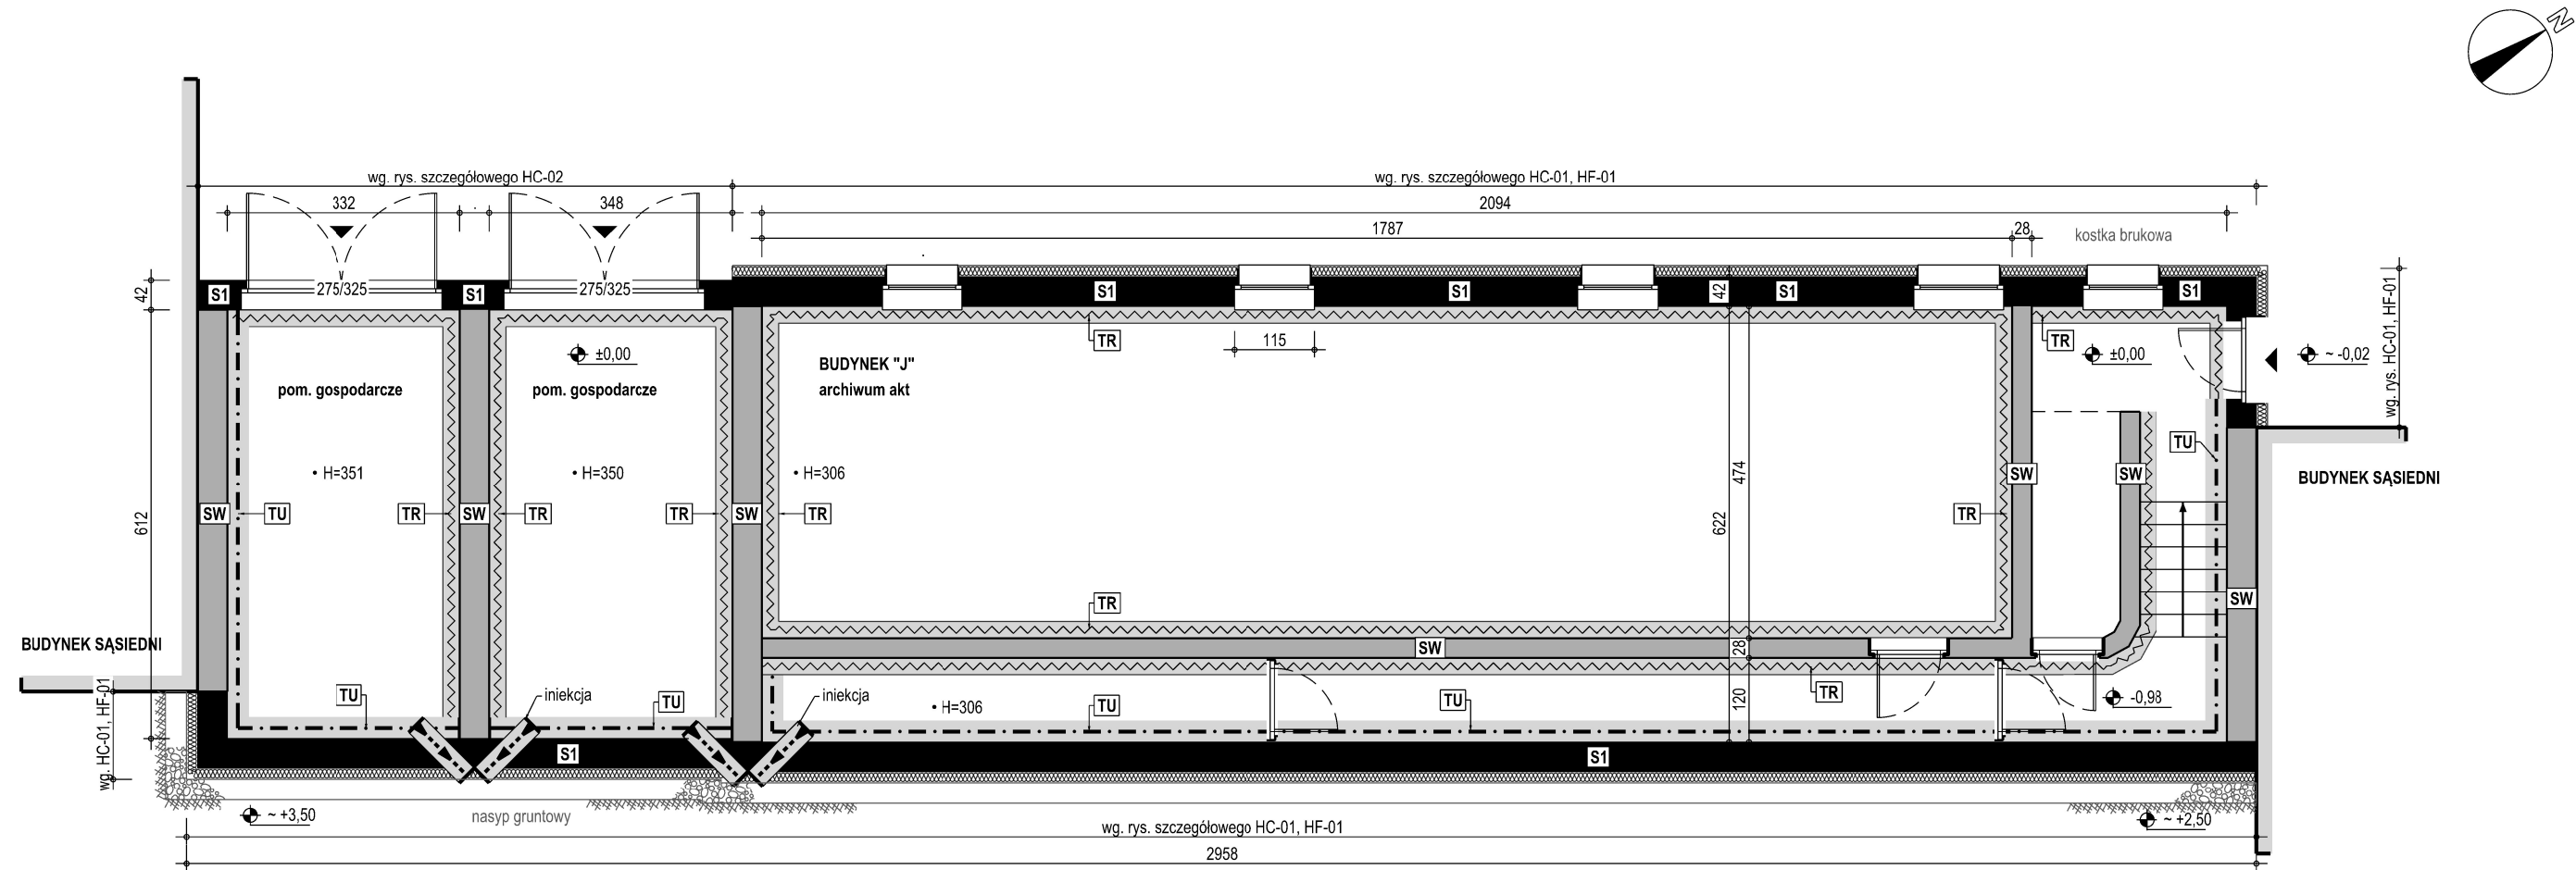 N
wg. rys. szczegółowego HC-02
wg. rys. szczegółowego HC-01, HF-01
332
348
2094
1787
28
kostka brukowa
42
275/325
275/325
S1
S1
S1
S1
S1
S1
42
115
TR
TR
±0,00
±0,00
~ -0,02
wg. rys. HC-01, HF-01
BUDYNEK "J"
archiwum akt
pom. gospodarcze
pom. gospodarcze
TU
• H=351
• H=350
• H=306
474
SW
SW
BUDYNEK SĄSIEDNI
612
SW
TU
TR
SW
TR
TR
SW
TR
TR
622
SW
TR
BUDYNEK SĄSIEDNI
SW
28
TU
iniekcja
TU
iniekcja
• H=306
TU
TU
120
TR
-0,98
wg. HC-01, HF-01
S1
S1
~ +3,50
nasyp gruntowy
~ +2,50
wg. rys. szczegółowego HC-01, HF-01
2958